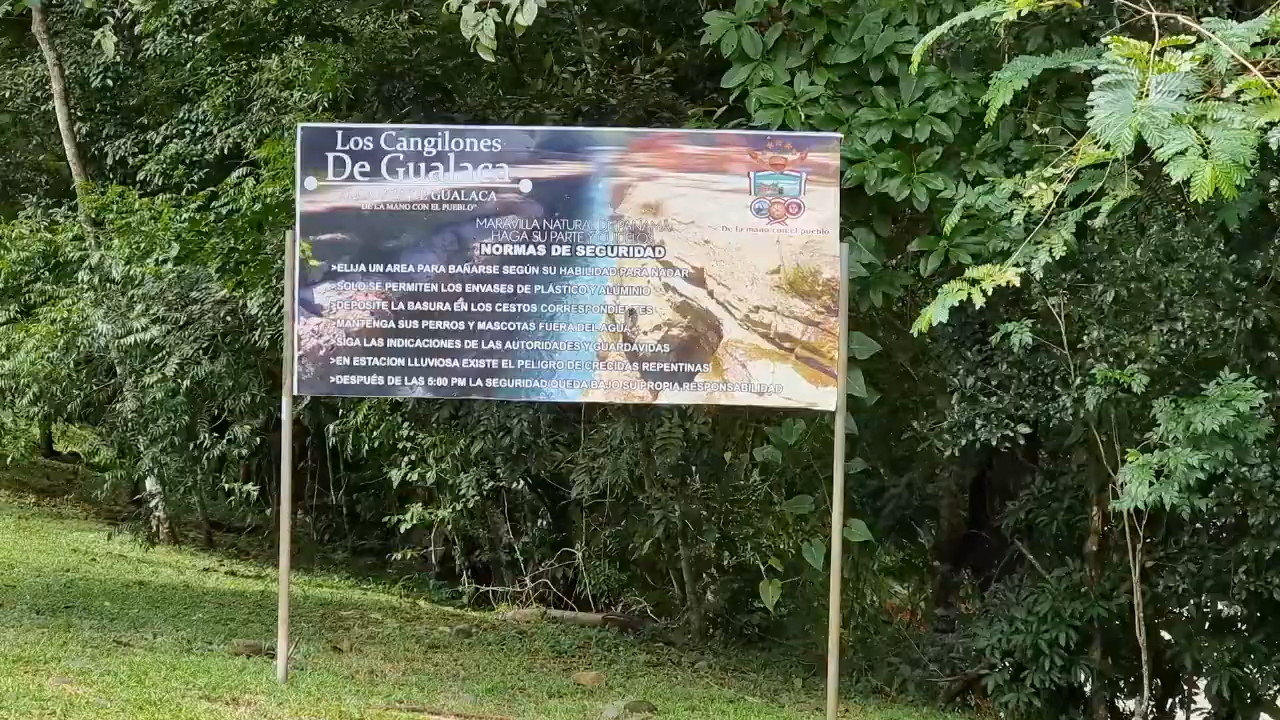 Los Cangilones
De Gualaca
DE GUALACA
"DE LA MANO CON EL PUEBLO"
De la mano con el pueblo
MARAVILLA NATURAL DE PANAMÁ
HAGA SU PARTE Y
NORMAS DE SEGURIDAD
>ELIJA UN AREA PARA BAÑARSE SEGÚN SU HABILIDAD PARA NADAR
>SOLO SE PERMITEN LOS ENVASES DE PLÁSTICO Y ALUMINIO
>DEPOSITE LA BASURA EN LOS CESTOS CORRESPONDIENTES
>MANTENGA SUS PERROS Y MASCOTAS FUERA DEL AGUA
>SIGA LAS INDICACIONES DE LAS AUTORIDADES Y GUARDAVIDAS
>EN ESTACION LLUVIOSA EXISTE EL PELIGRO DE CRECIDAS REPENTINAS
>DESPUÉS DE LAS 5:00 PM LA SEGURIDAD QUEDA BAJO SU PROPIA RESPONSABILIDAD